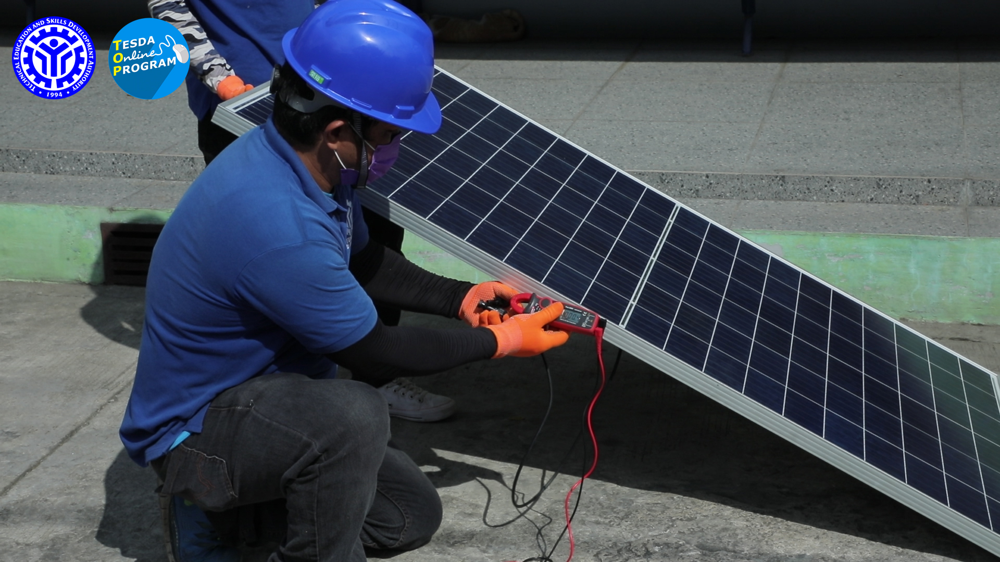 TECHNICAL EDUCATION AND SKILLS DEVELOPMENT AUTHORITY
• 1994 •
TESDA
Online
PROGRAM